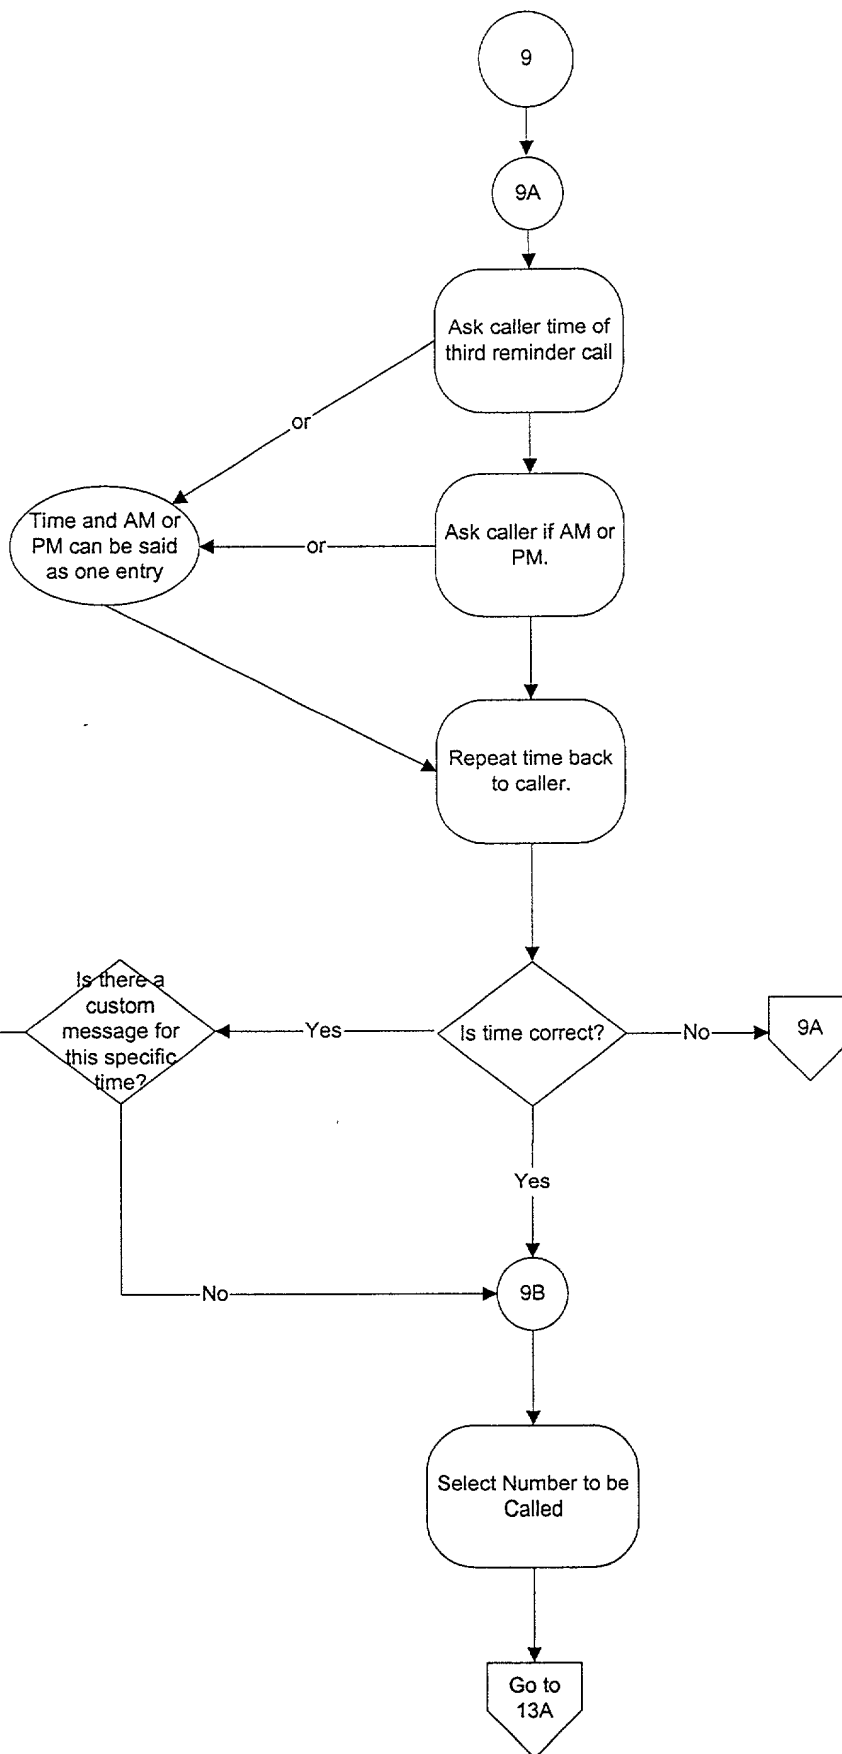 9
9A
Ask caller time of
third reminder call
or
Time and AM or
PM can be said
as one entry
or
Ask caller if AM or
PM.
Repeat time back
to caller.
Is there a
custom
message for
this specific
time?
Yes
Is time correct?
No
9A
Yes
No
9B
Select Number to be
Called
Go to
13A